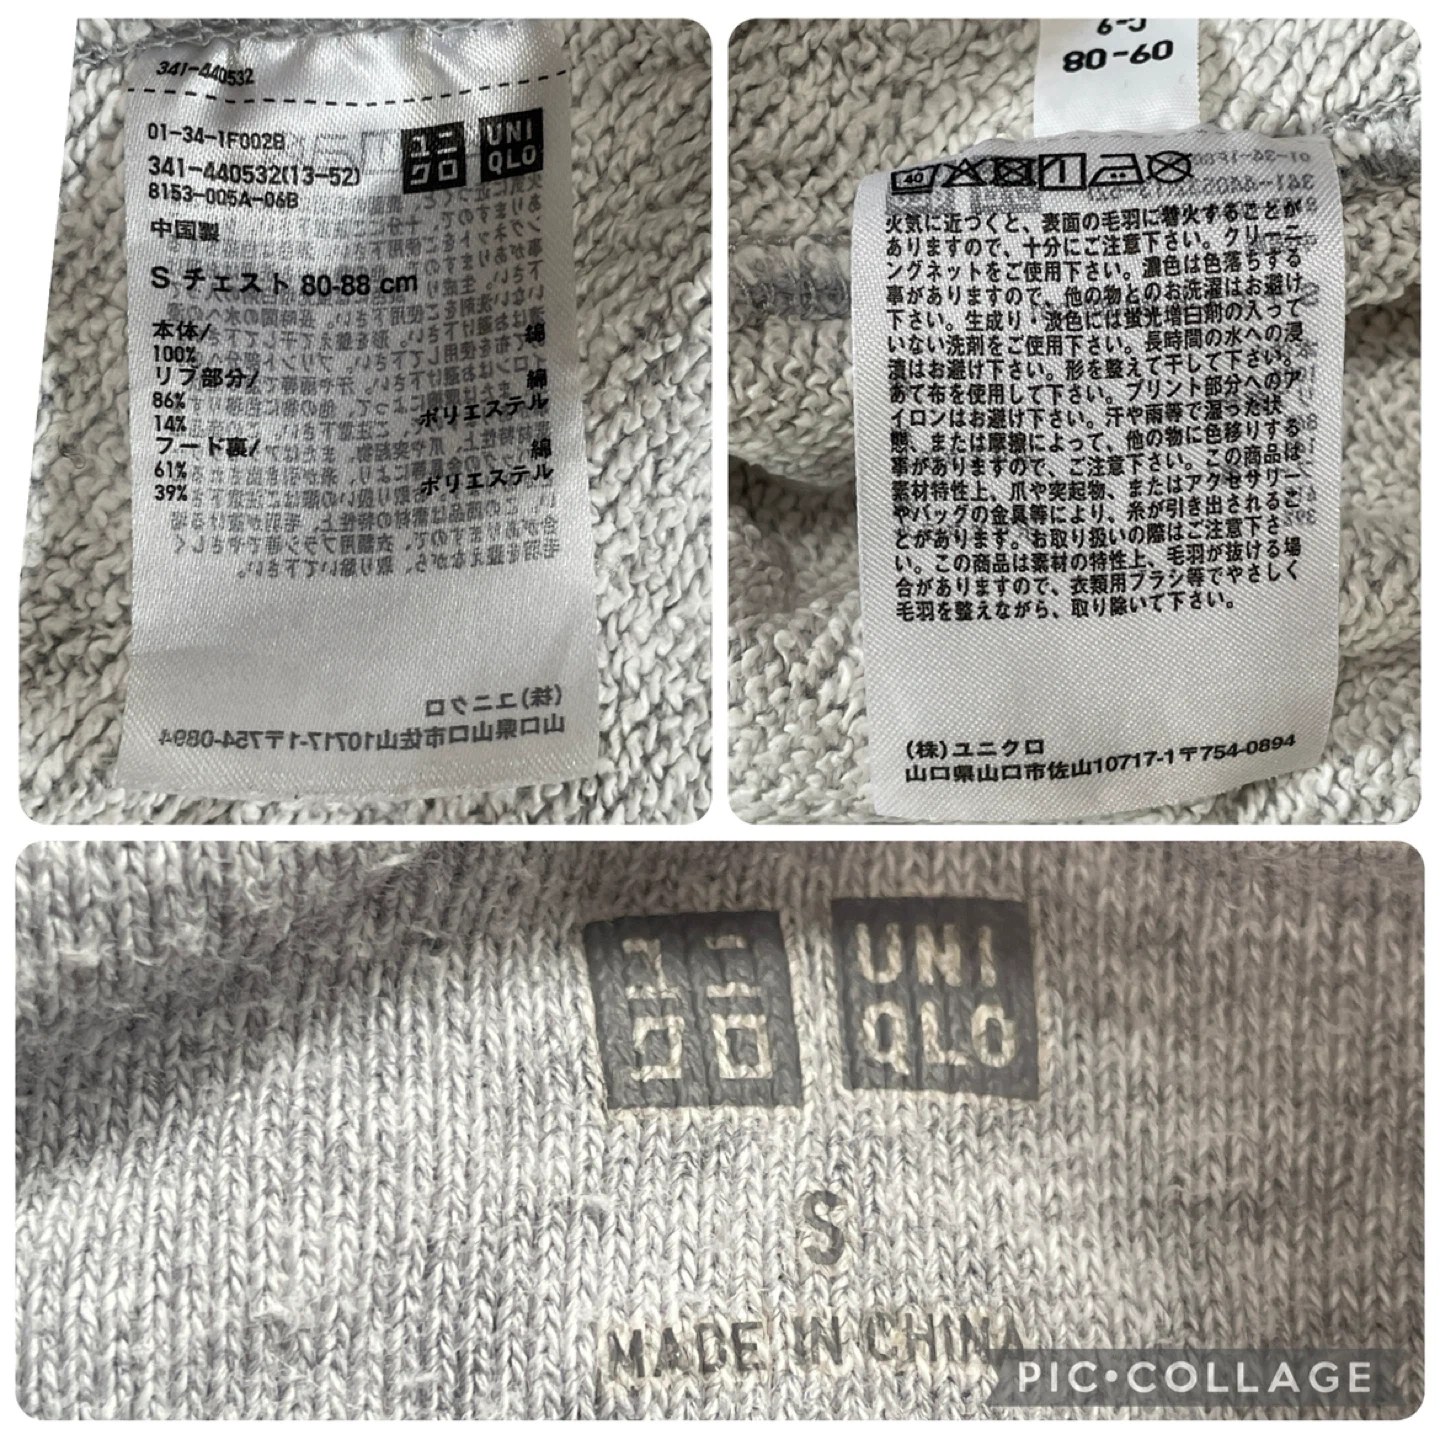 341-440532
01-34-1F002B
ユニ
クロ
UNI
QLO
341-440532(13-52)
8153-005A-06B
中国製
S チェスト 80-88 cm
本体/ 綿
100%
リブ部分/ 綿
86% ポリエステル
14%
フード裏/ 綿
61% ポリエステル
39%
80-60
40
火気に近づくと、表面の毛羽に着火することが
ありますので、十分にご注意下さい。クリーニ
ングネットをご使用下さい。濃色は色落ちする
事がありますので、他の物とのお洗濯はお避け
下さい。生成り・淡色には蛍光増白剤の入って
いない洗剤をご使用下さい。長時間の水への浸
漬はお避け下さい。形を整えて干して下さい。
あて布を使用して下さい。プリント部分へのア
イロンはお避け下さい。汗や雨等で湿った状
態、または摩擦によって、他の物に色移りする
事がありますので、ご注意下さい。この商品は
素材特性上、爪や突起物、またはアクセサリー
やバッグの金具等により、糸が引き出されるこ
とがあります。お取り扱いの際はご注意下さ
い。この商品は素材の特性上、毛羽が抜ける場
合がありますので、衣類用ブラシ等でやさしく
毛羽を整えながら、取り除いて下さい。
(株)ユニクロ
山口県山口市佐山10717-1〒754-0894
ユニ
クロ
UNI
QLO
S
MADE IN CHINA
PIC•COLLAGE